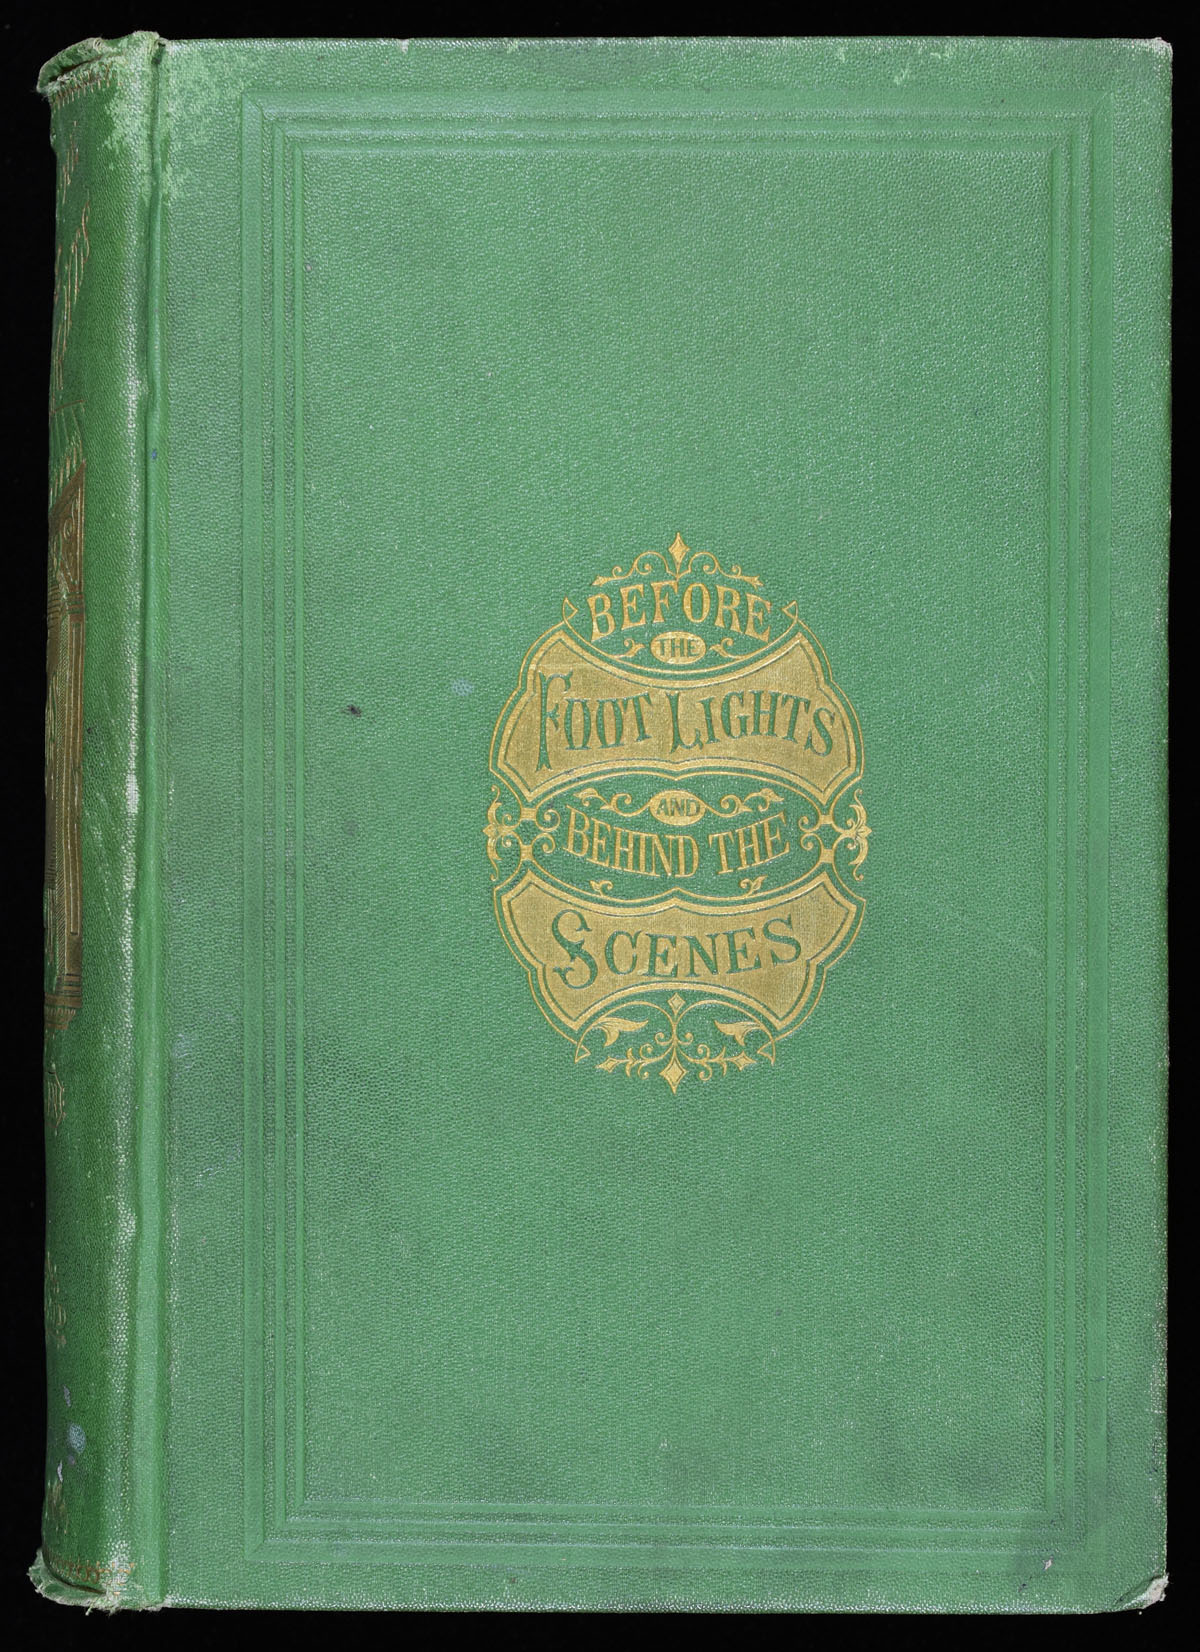 BEFORE
THE
FOOT LIGHTS
AND
BEHIND THE
SCENES